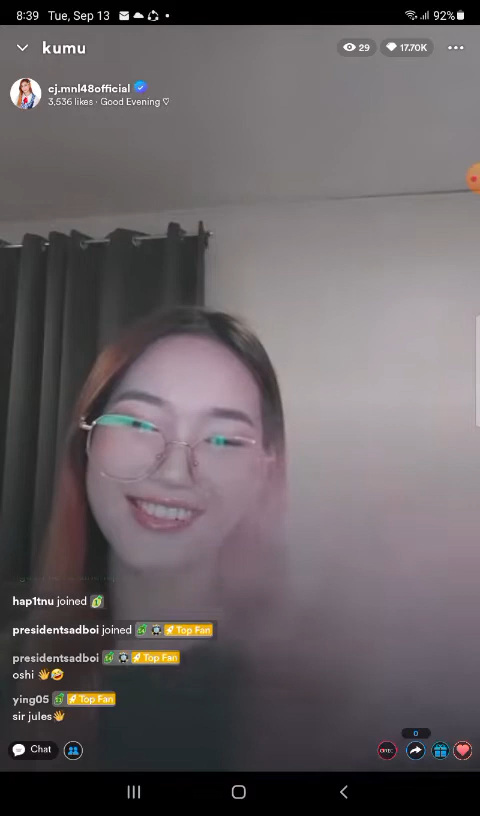 8:39 Tue, Sep 13 92%
kumu 29 17.70K
cj.mnl48official
3,536 likes · Good Evening ♡
hap1tnu joined
presidentsadboi joined Top Fan
presidentsadboi Top Fan
oshi 👋🤣
ying05 Top Fan
sir jules👋
0
Chat